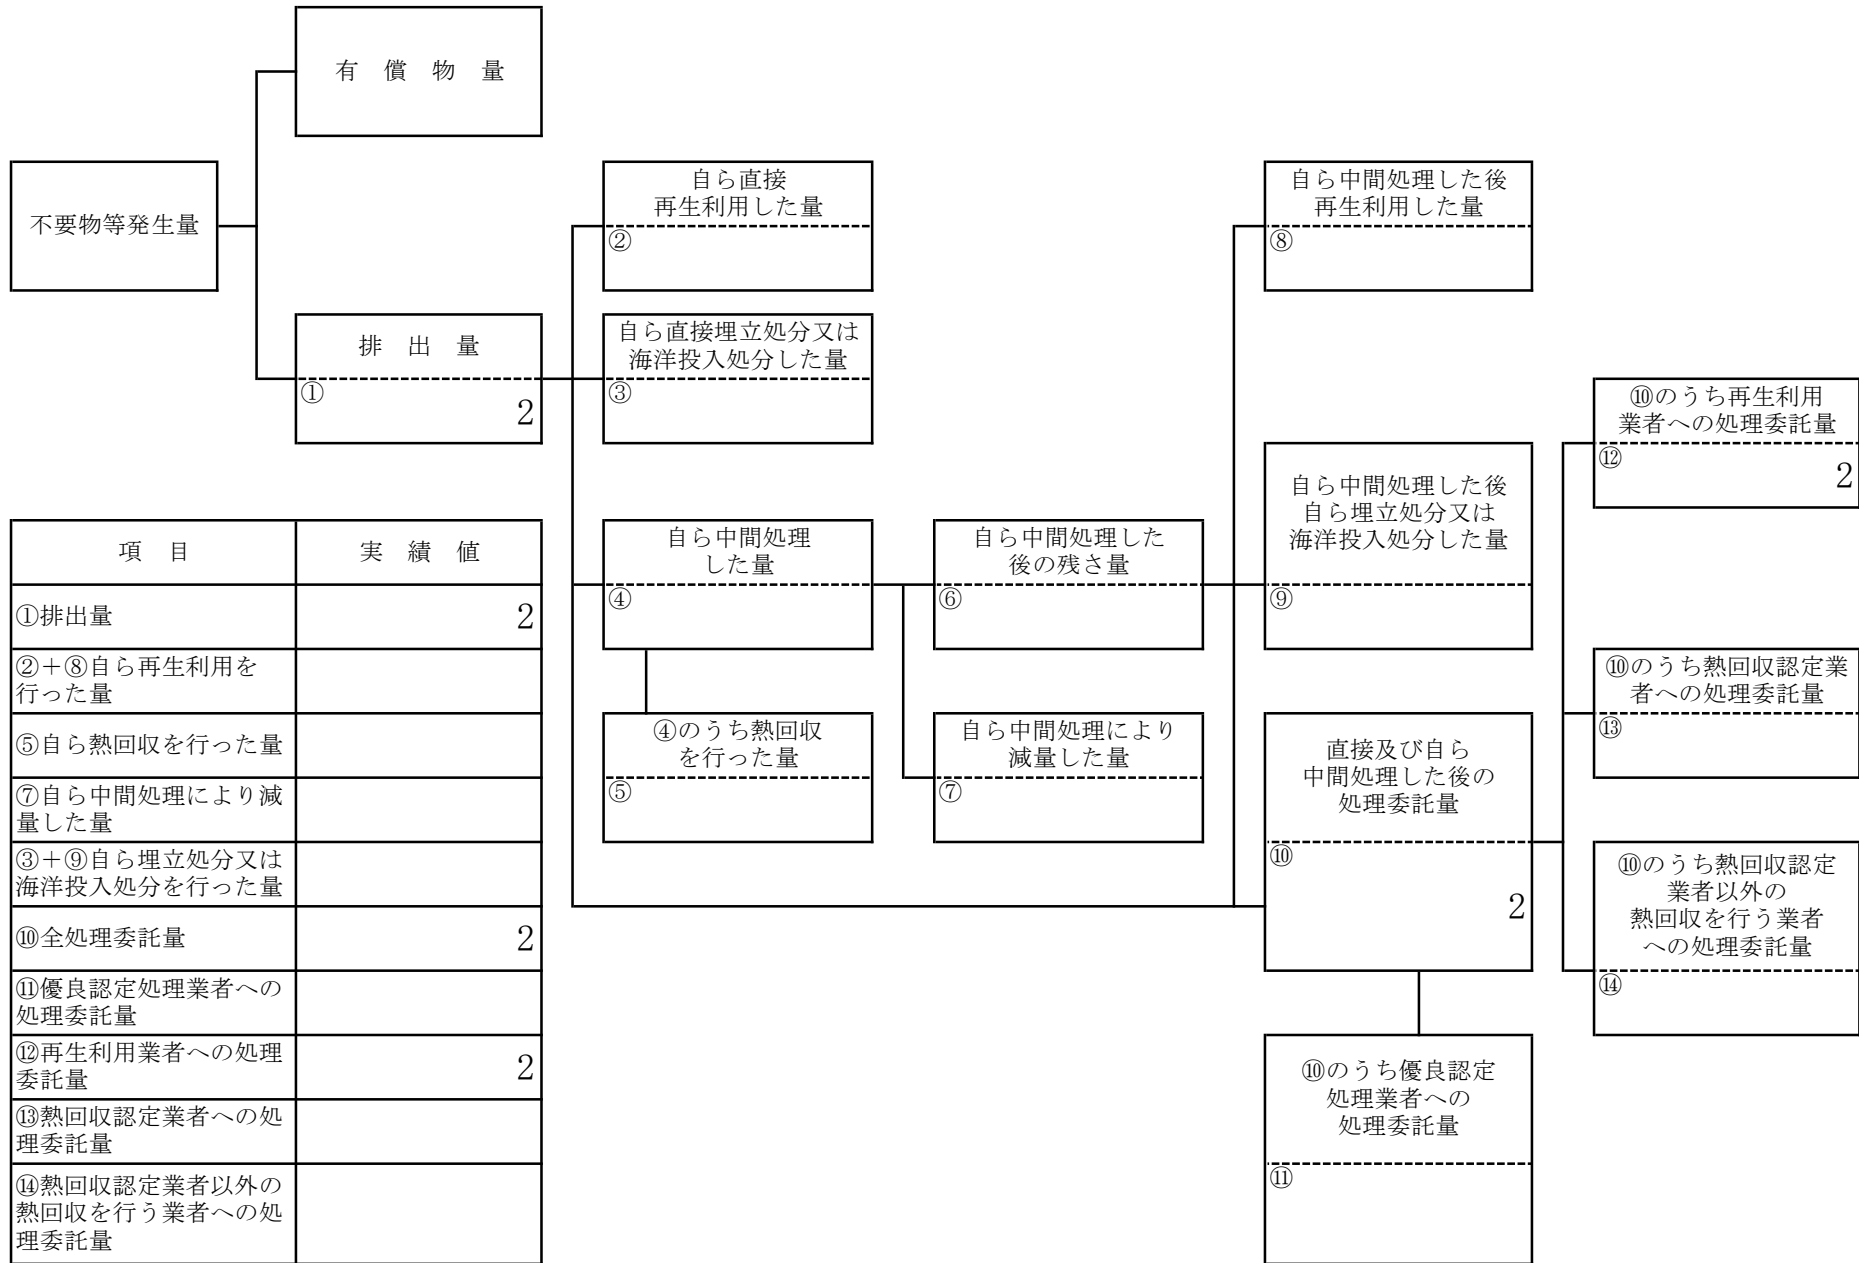 有　償　物　量
不要物等発生量
排　出　量
①
2
自ら直接
再生利用した量
②
自ら直接埋立処分又は
海洋投入処分した量
③
自ら中間処理
した量
④
④のうち熱回収
を行った量
⑤
自ら中間処理した
後の残さ量
⑥
自ら中間処理により
減量した量
⑦
自ら中間処理した後
再生利用した量
⑧
自ら中間処理した後
自ら埋立処分又は
海洋投入処分した量
⑨
直接及び自ら
中間処理した後の
処理委託量
⑩
2
⑩のうち優良認定
処理業者への
処理委託量
⑪
⑩のうち再生利用
業者への処理委託量
⑫
2
⑩のうち熱回収認定業
者への処理委託量
⑬
⑩のうち熱回収認定
業者以外の
熱回収を行う業者
への処理委託量
⑭
項　目　実　績　値
①排出量　2
②＋⑧自ら再生利用を
行った量
⑤自ら熱回収を行った量
⑦自ら中間処理により減
量した量
③＋⑨自ら埋立処分又は
海洋投入処分を行った量
⑩全処理委託量　2
⑪優良認定処理業者への
処理委託量
⑫再生利用業者への処理
委託量　2
⑬熱回収認定業者への処
理委託量
⑭熱回収認定業者以外の
熱回収を行う業者への処
理委託量